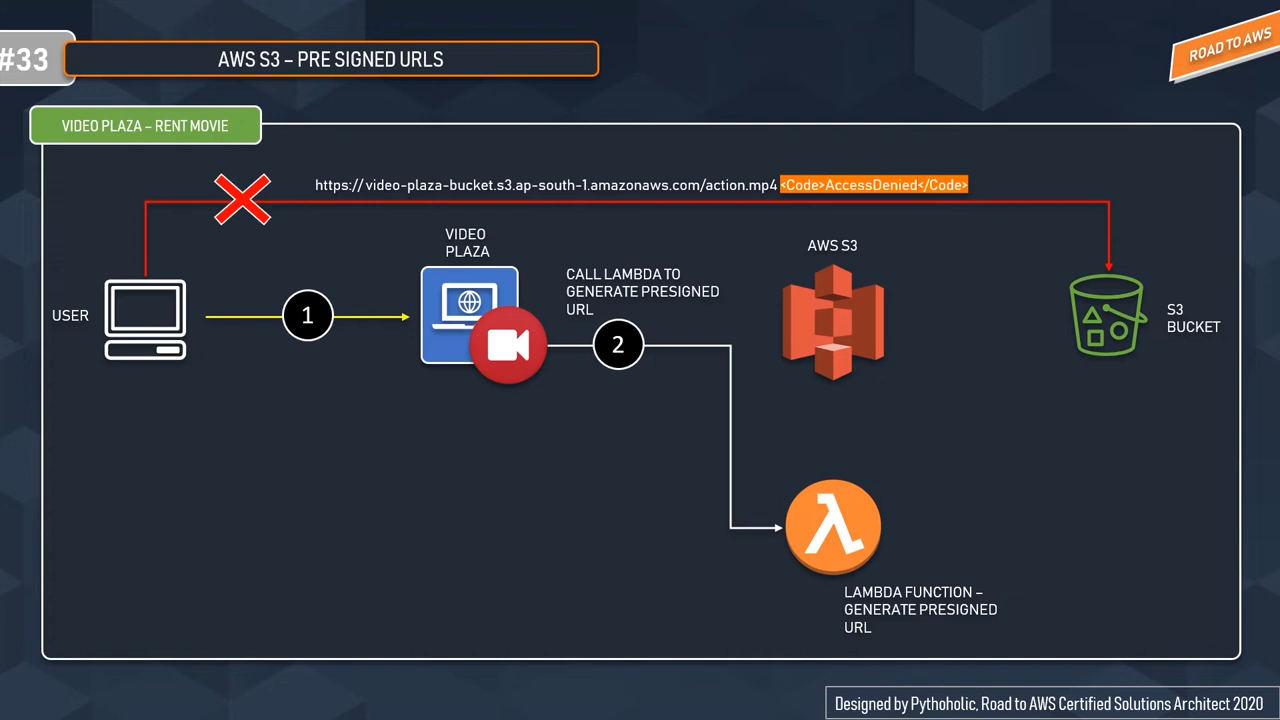 #33
AWS S3 – PRE SIGNED URLS
ROAD TO AWS
VIDEO PLAZA – RENT MOVIE
https://video-plaza-bucket.s3.ap-south-1.amazonaws.com/action.mp4 <Code>AccessDenied</Code>
USER
1
VIDEO
PLAZA
CALL LAMBDA TO
GENERATE PRESIGNED
URL
2
AWS S3
S3
BUCKET
λ
LAMBDA FUNCTION –
GENERATE PRESIGNED
URL
Designed by Pythoholic, Road to AWS Certified Solutions Architect 2020